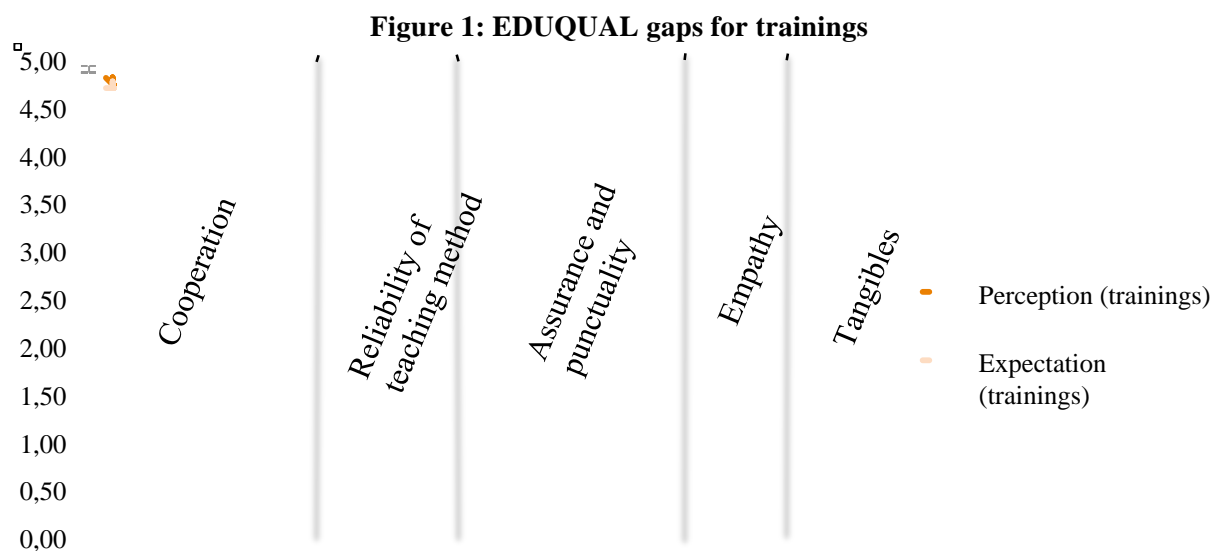 Figure 1: EDUQUAL gaps for trainings
5,00
4,50
4,00
3,50
3,00
2,50
2,00
1,50
1,00
0,50
0,00
Cooperation
Reliability of
teaching method
Assurance and
punctuality
Empathy
Tangibles
Perception (trainings)
Expectation
(trainings)